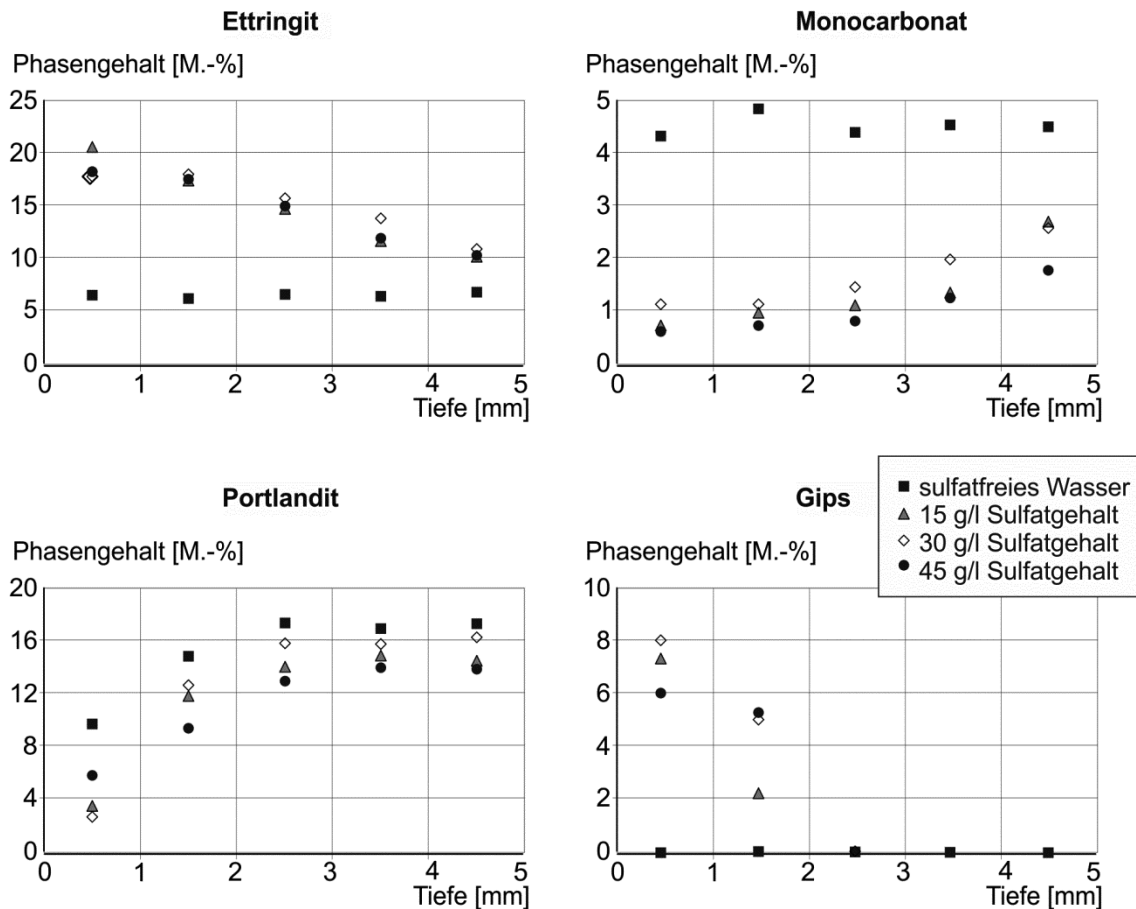 Ettringit
Phasengehalt [M.-%]
25
20
15
10
5
0
0 1 2 3 4 5
Tiefe [mm]
Monocarbonat
Phasengehalt [M.-%]
5
4
3
2
1
0
0 1 2 3 4 5
Tiefe [mm]
Portlandit
Phasengehalt [M.-%]
20
16
12
8
4
0
0 1 2 3 4 5
Tiefe [mm]
Gips
Phasengehalt [M.-%]
sulfatfreies Wasser
15 g/l Sulfatgehalt
30 g/l Sulfatgehalt
45 g/l Sulfatgehalt
10
8
6
4
2
0
0 1 2 3 4 5
Tiefe [mm]